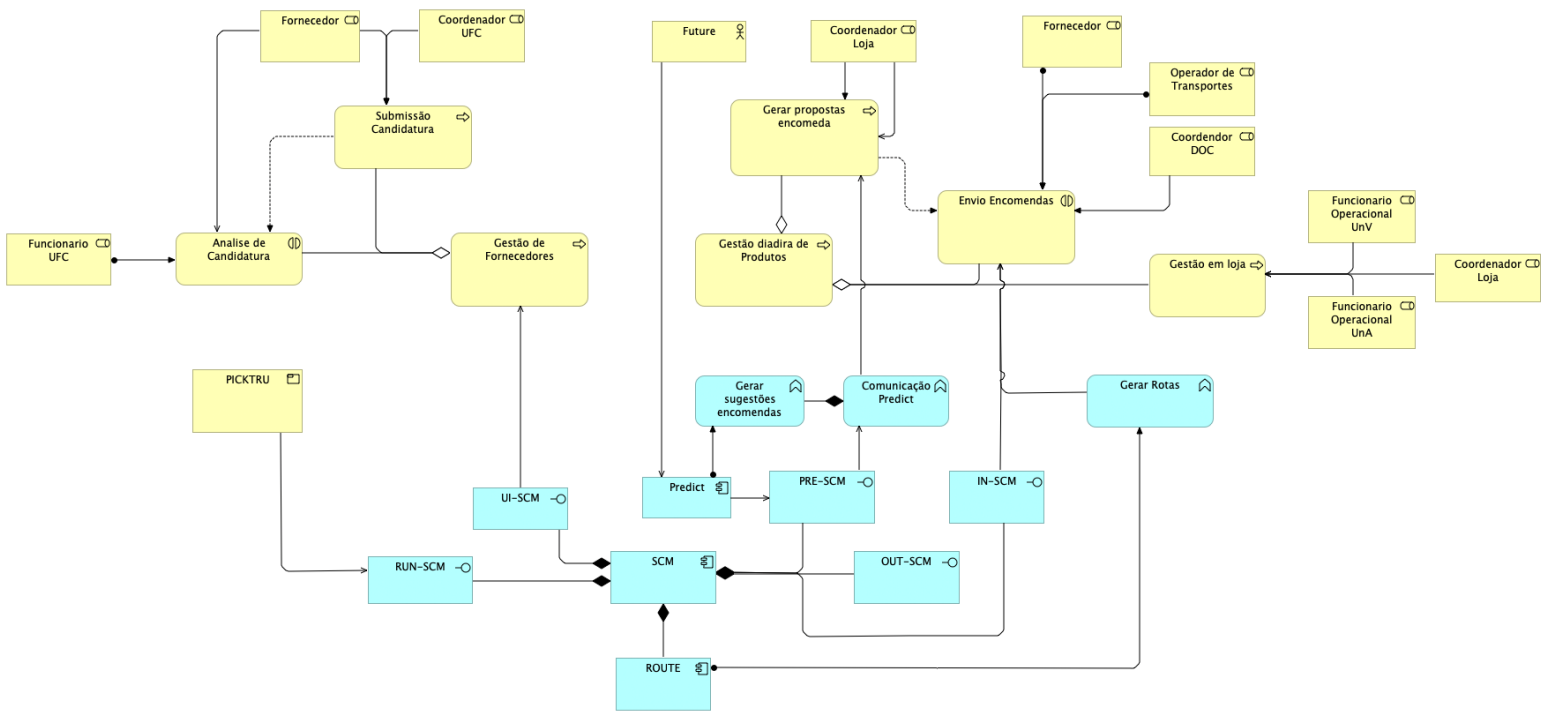 Fornecedor
Coordenador
UFC
Future
Coordenador
Loja
Fornecedor
Operador de
Transportes
Submissão
Candidatura
Gerar propostas
encomeda
Coordendor
DOC
Envio Encomendas
Funcionario
Operacional
UnV
Funcionario
UFC
Analise de
Candidatura
Gestão de
Fornecedores
Gestão diadira de
Produtos
Gestão em loja
Coordenador
Loja
Funcionario
Operacional
UnA
PICKTRU
Gerar
sugestões
encomendas
Comunicação
Predict
Gerar Rotas
UI-SCM
Predict
PRE-SCM
IN-SCM
RUN-SCM
SCM
OUT-SCM
ROUTE